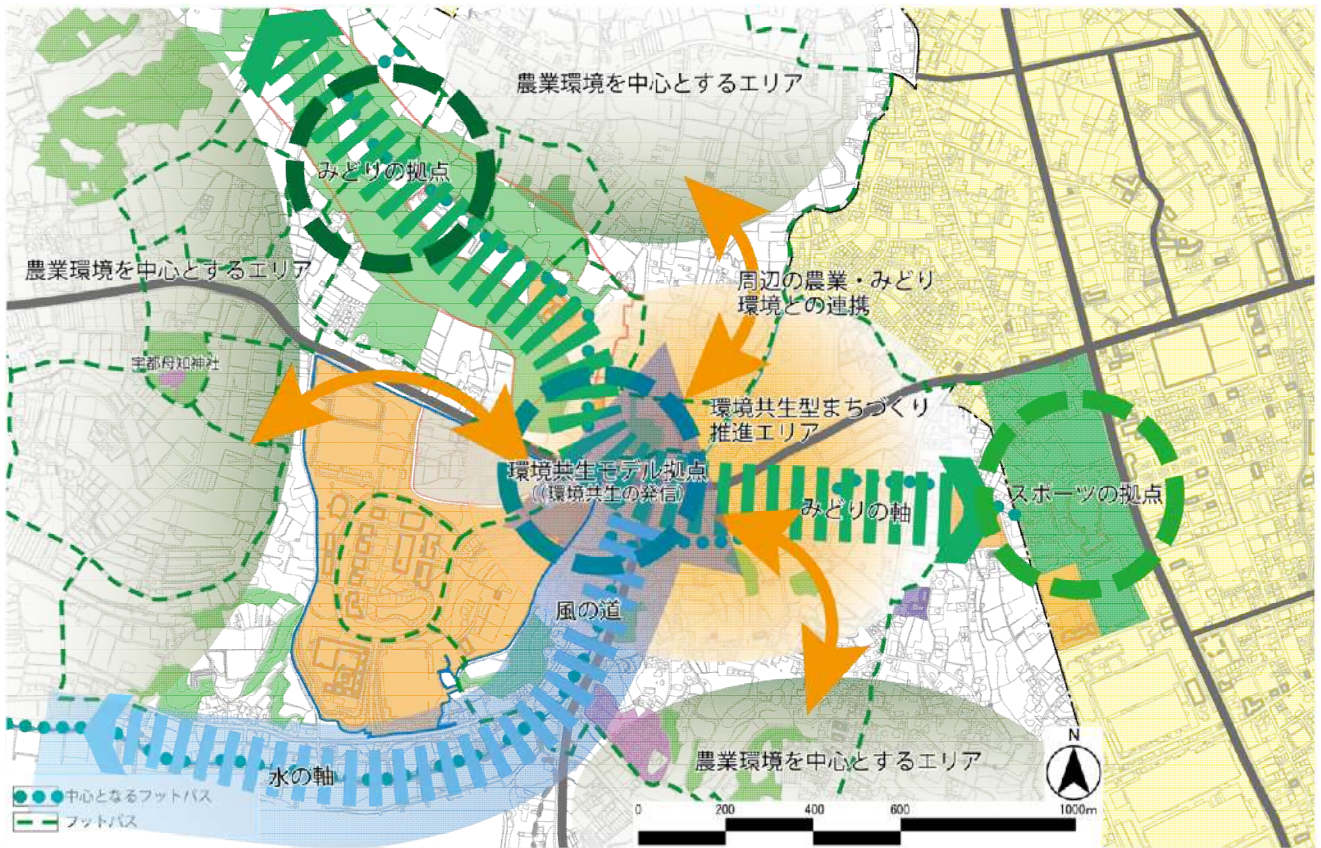 農業環境を中心とするエリア
みどりの拠点
農業環境を中心とするエリア
周辺の農業・みどり
環境との連携
宇都母知神社
環境共生型まちづくり
推進エリア
環境共生モデル拠点
((環境共生の発信)
みどりの軸
スポーツの拠点
風の道
水の軸
農業環境を中心とするエリア
中心となるフットパス
フットパス
N
0 200 400 600 1000m